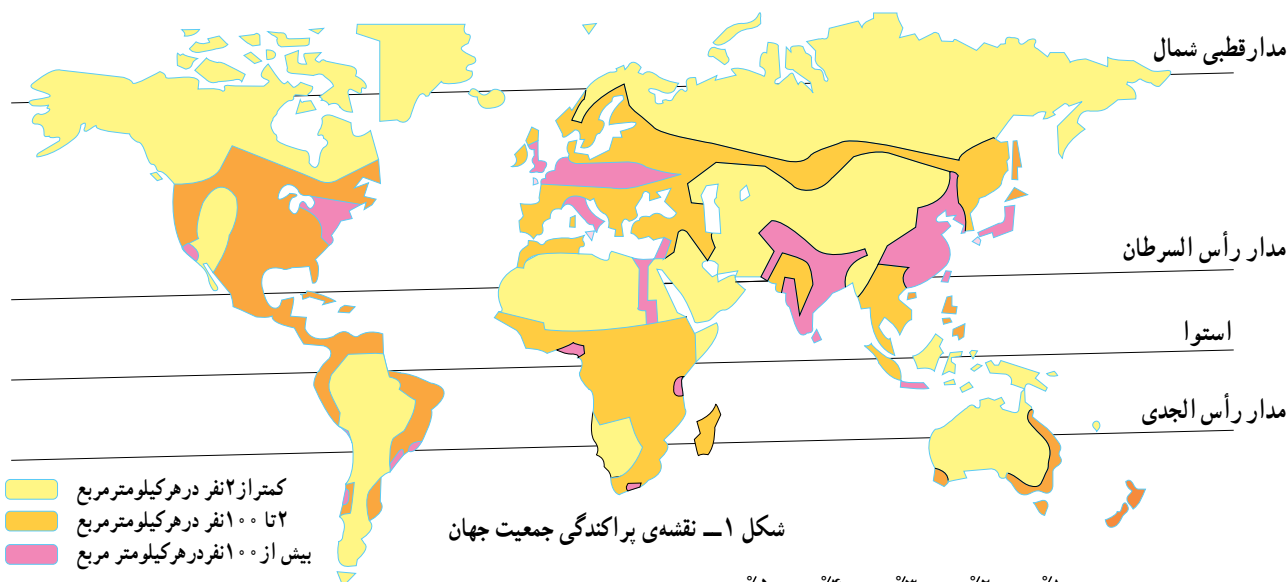 مدار قطبی شمال
مدار رأس السرطان
استوا
مدار رأس الجدی
کمتر از ۲ نفر در هر کیلومتر مربع
۲ تا ۱۰۰ نفر در هر کیلومتر مربع
بیش از ۱۰۰ نفر در هر کیلومتر مربع
شکل ۱ــ نقشه‌ی پراکندگی جمعیت جهان